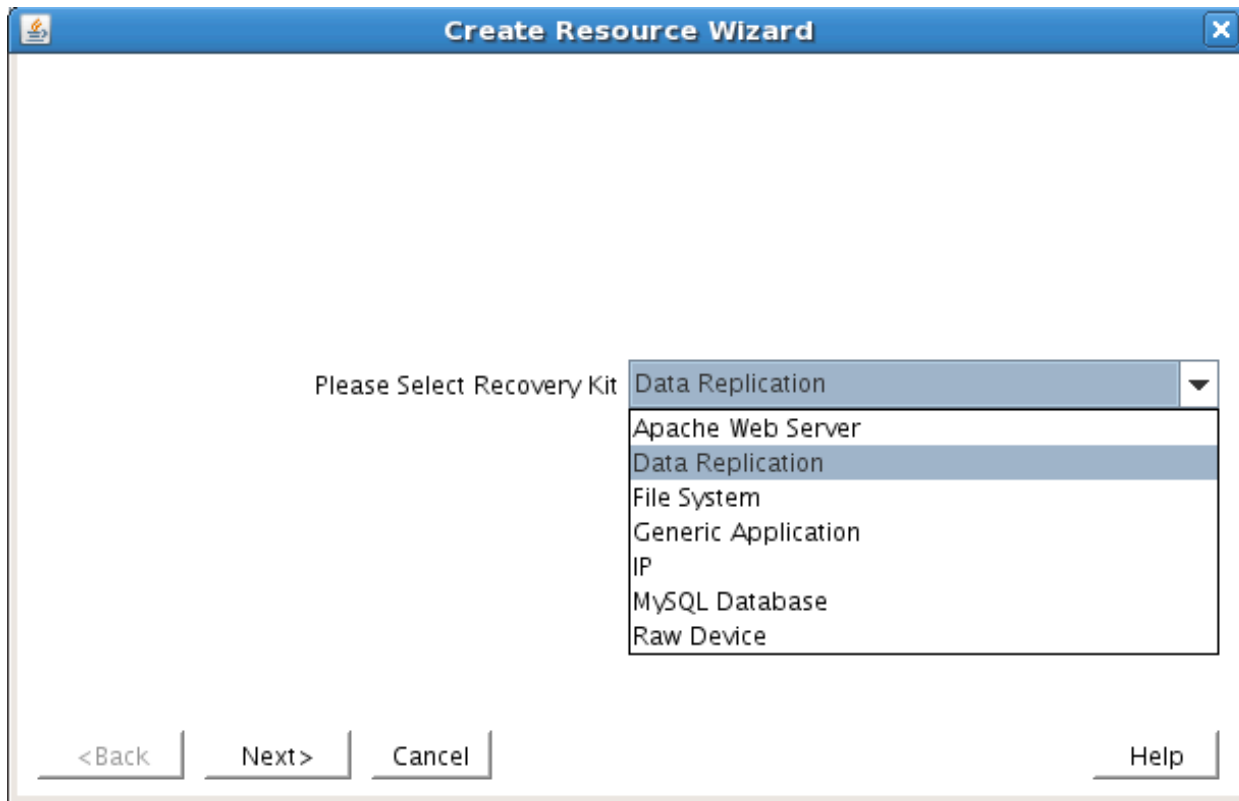 Create Resource Wizard
Please Select Recovery Kit Data Replication
Apache Web Server
Data Replication
File System
Generic Application
IP
MySQL Database
Raw Device
<Back Next> Cancel Help